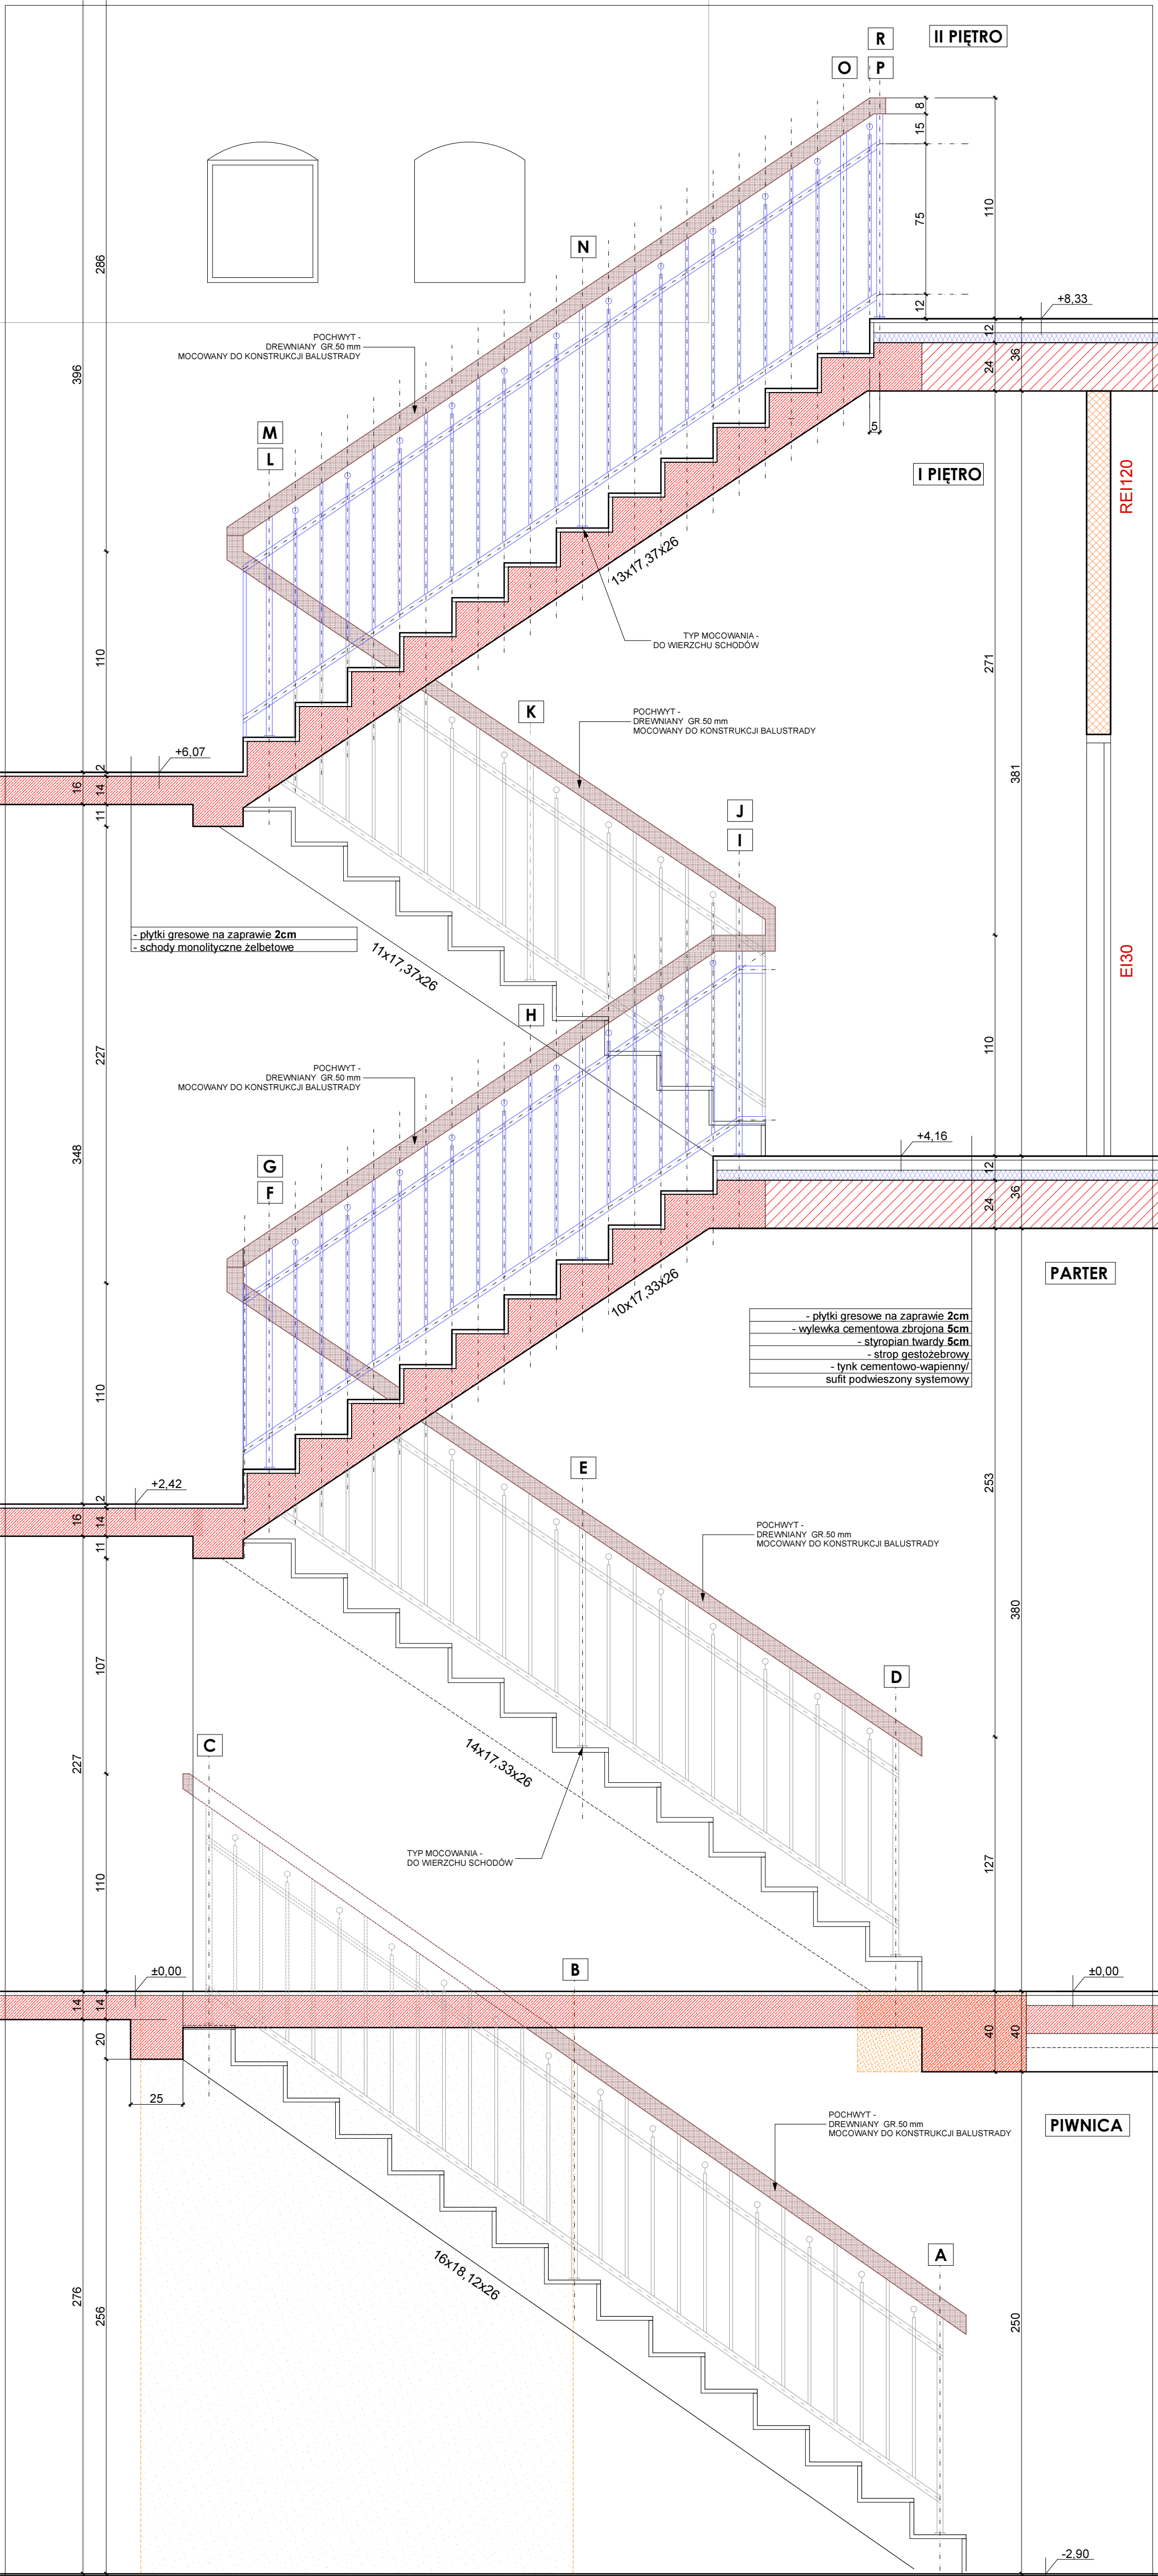 R
II PIĘTRO
O
P
8
15
110
75
12
286
N
+8,33
POCHWYT -
DREWNIANY GR.50 mm
MOCOWANY DO KONSTRUKCJI BALUSTRADY
12
36
24
396
5
M
L
I PIĘTRO
REI120
13x17,37x26
TYP MOCOWANIA -
DO WIERZCHU SCHODÓW
110
271
K
POCHWYT -
DREWNIANY GR.50 mm
MOCOWANY DO KONSTRUKCJI BALUSTRADY
+6,07
2
16
14
11
381
J
I
- płytki gresowe na zaprawie 2cm
- schody monolityczne żelbetowe
11x17,37x26
EI30
H
227
110
POCHWYT -
DREWNIANY GR.50 mm
MOCOWANY DO KONSTRUKCJI BALUSTRADY
348
+4,16
G
F
12
36
24
PARTER
10x17,33x26
- płytki gresowe na zaprawie 2cm
- wylewka cementowa zbrojona 5cm
- styropian twardy 5cm
- strop gestożebrowy
- tynk cementowo-wapienny/
sufit podwieszony systemowy
110
E
253
+2,42
2
16
14
11
POCHWYT -
DREWNIANY GR.50 mm
MOCOWANY DO KONSTRUKCJI BALUSTRADY
380
107
D
C
227
14x17,33x26
TYP MOCOWANIA -
DO WIERZCHU SCHODÓW
127
110
B
±0,00
±0,00
14
14
20
40
40
25
POCHWYT -
DREWNIANY GR.50 mm
MOCOWANY DO KONSTRUKCJI BALUSTRADY
PIWNICA
A
16x18,12x26
276
256
250
-2,90